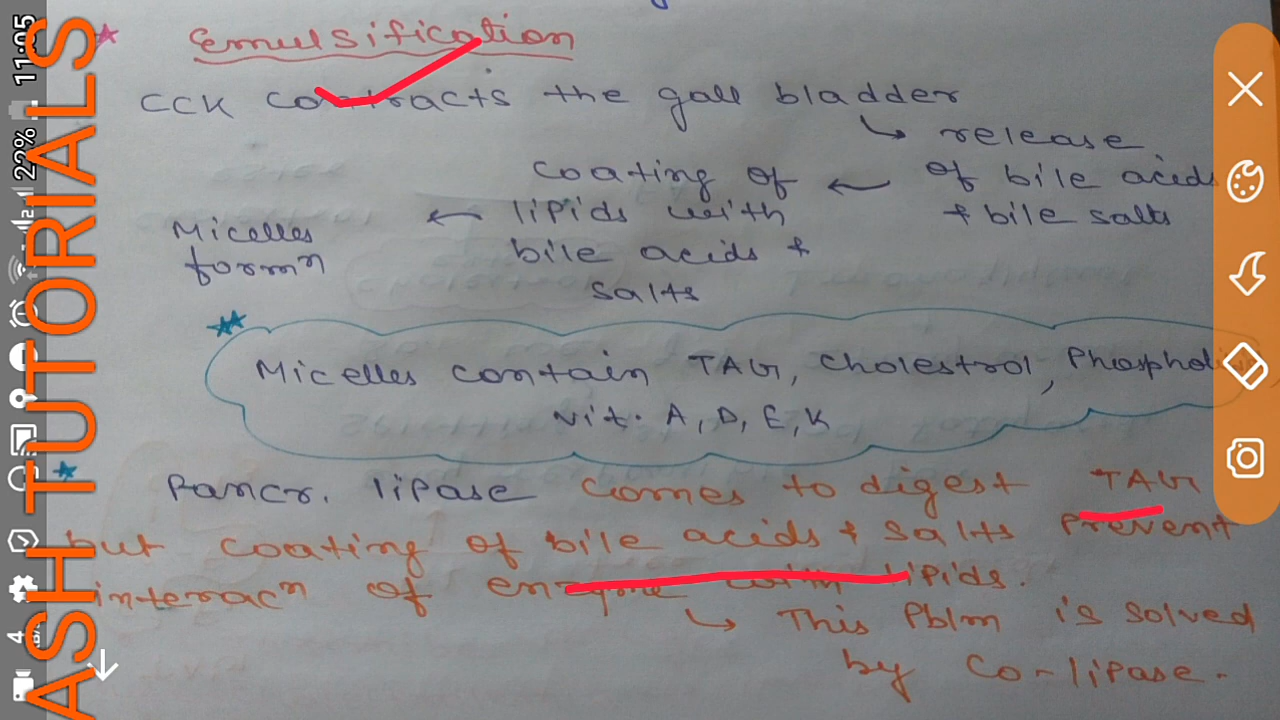 Emulsification
CCK contracts the gall bladder
↳ release
of bile acids
+ bile salts
← coating of
lipids with
bile acids +
salts
← Micelles
formⁿ
Micelles contain TAG, cholestrol, Phospholi
vit. A, D, E, K
Pancr. lipase comes to digest TAG
but coating of bile acids + salts prevent
interacⁿ of enzyme with lipids.
↳ This Pblm is solved
by Co-lipase.
ASH TUTORIALS
11:05
22%